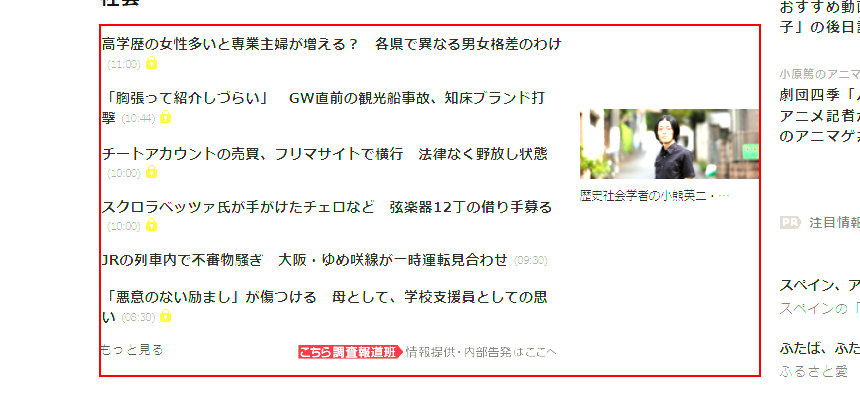 社会
高学歴の女性多いと専業主婦が増える？　各県で異なる男女格差のわけ
(11:00)
「胸張って紹介しづらい」　GW直前の観光船事故、知床ブランド打
撃 (10:44)
チートアカウントの売買、フリマサイトで横行　法律なく野放し状態
(10:00)
スクロラベッツァ氏が手がけたチェロなど　弦楽器12丁の借り手募る
(10:00)
JRの列車内で不審物騒ぎ　大阪・ゆめ咲線が一時運転見合わせ (09:30)
「悪意のない励まし」が傷つける　母として、学校支援員としての思
い (08:30)
もっと見る
こちら調査報道班 情報提供・内部告発はここへ
歴史社会学者の小熊英二・…
おすすめ動画
子」の後日
小原篤のアニマ
劇団四季「
アニメ記者
のアニマゲ
PR 注目情報
スペイン、ア
スペインの「
ふたば、ふた
ふるさと愛